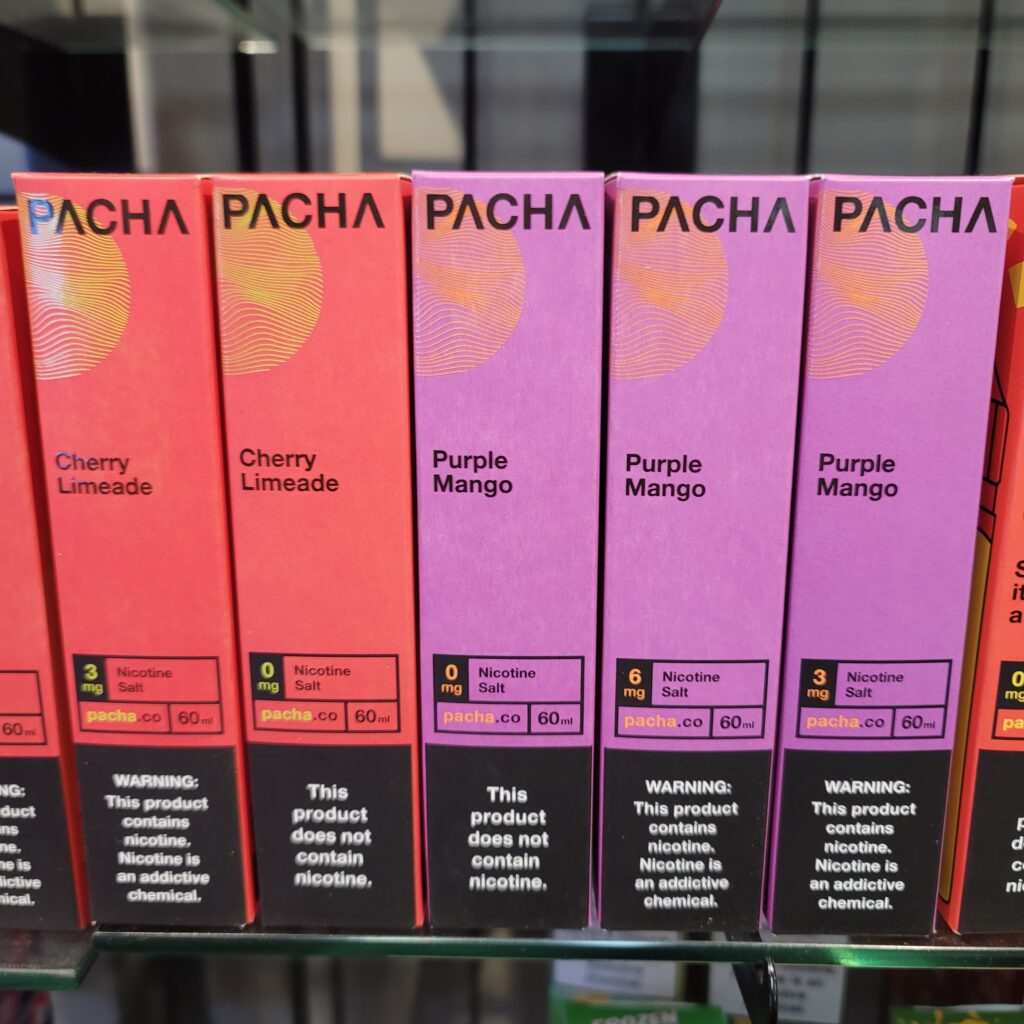 60ml
PACHA
Cherry
Limeade
3
mg
Nicotine
Salt
pacha.co
60ml
WARNING:
This product
contains
nicotine.
Nicotine is
an addictive
chemical.
PACHA
Cherry
Limeade
0
mg
Nicotine
Salt
pacha.co
60ml
This
product
does not
contain
nicotine.
PACHA
Purple
Mango
0
mg
Nicotine
Salt
pacha.co
60ml
This
product
does not
contain
nicotine.
PACHA
Purple
Mango
6
mg
Nicotine
Salt
pacha.co
60ml
WARNING:
This product
contains
nicotine.
Nicotine is
an addictive
chemical.
PACHA
Purple
Mango
3
mg
Nicotine
Salt
pacha.co
60ml
WARNING:
This product
contains
nicotine.
Nicotine is
an addictive
chemical.
0
mg
FROZEN